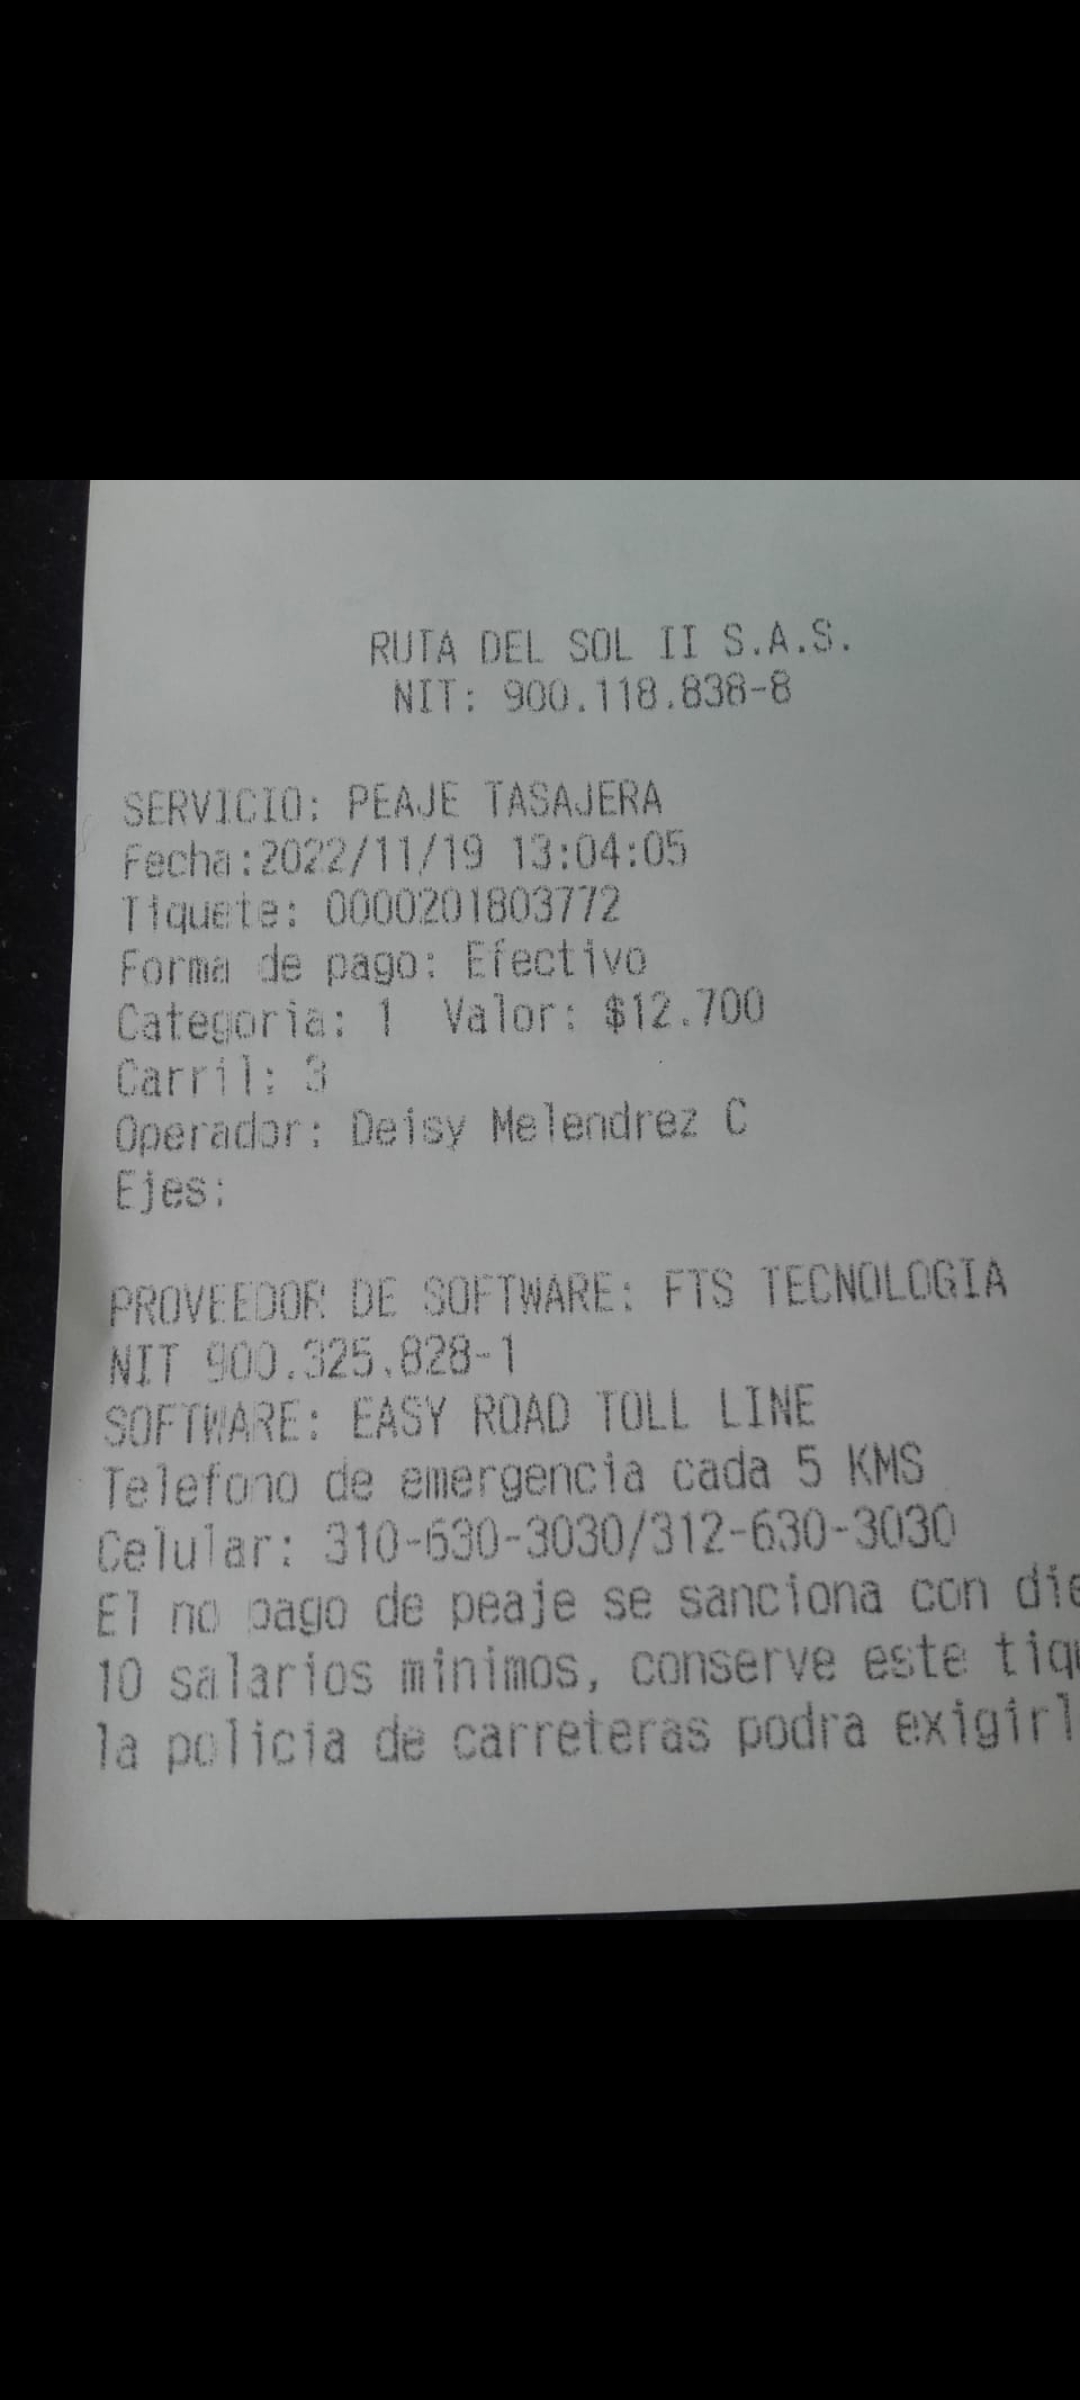 RUTA DEL SOL II S.A.S.
NIT: 900.118.838-8
SERVICIO: PEAJE TASAJERA
Fecha:2022/11/19 13:04:05
Tiquete: 0000201803772
Forma de pago: Efectivo
Categoria: 1 Valor: $12.700
Carril: 3
Operador: Deisy Melendrez C
Ejes:
PROVEEDOR DE SOFTWARE: FTS TECNOLOGIA
NIT 900.325.828-1
SOFTWARE: EASY ROAD TOLL LINE
Telefono de emergencia cada 5 KMS
Celular: 310-630-3030/312-630-3030
El no pago de peaje se sanciona con die
10 salarios minimos, conserve este tiqu
la policia de carreteras podra exigirl